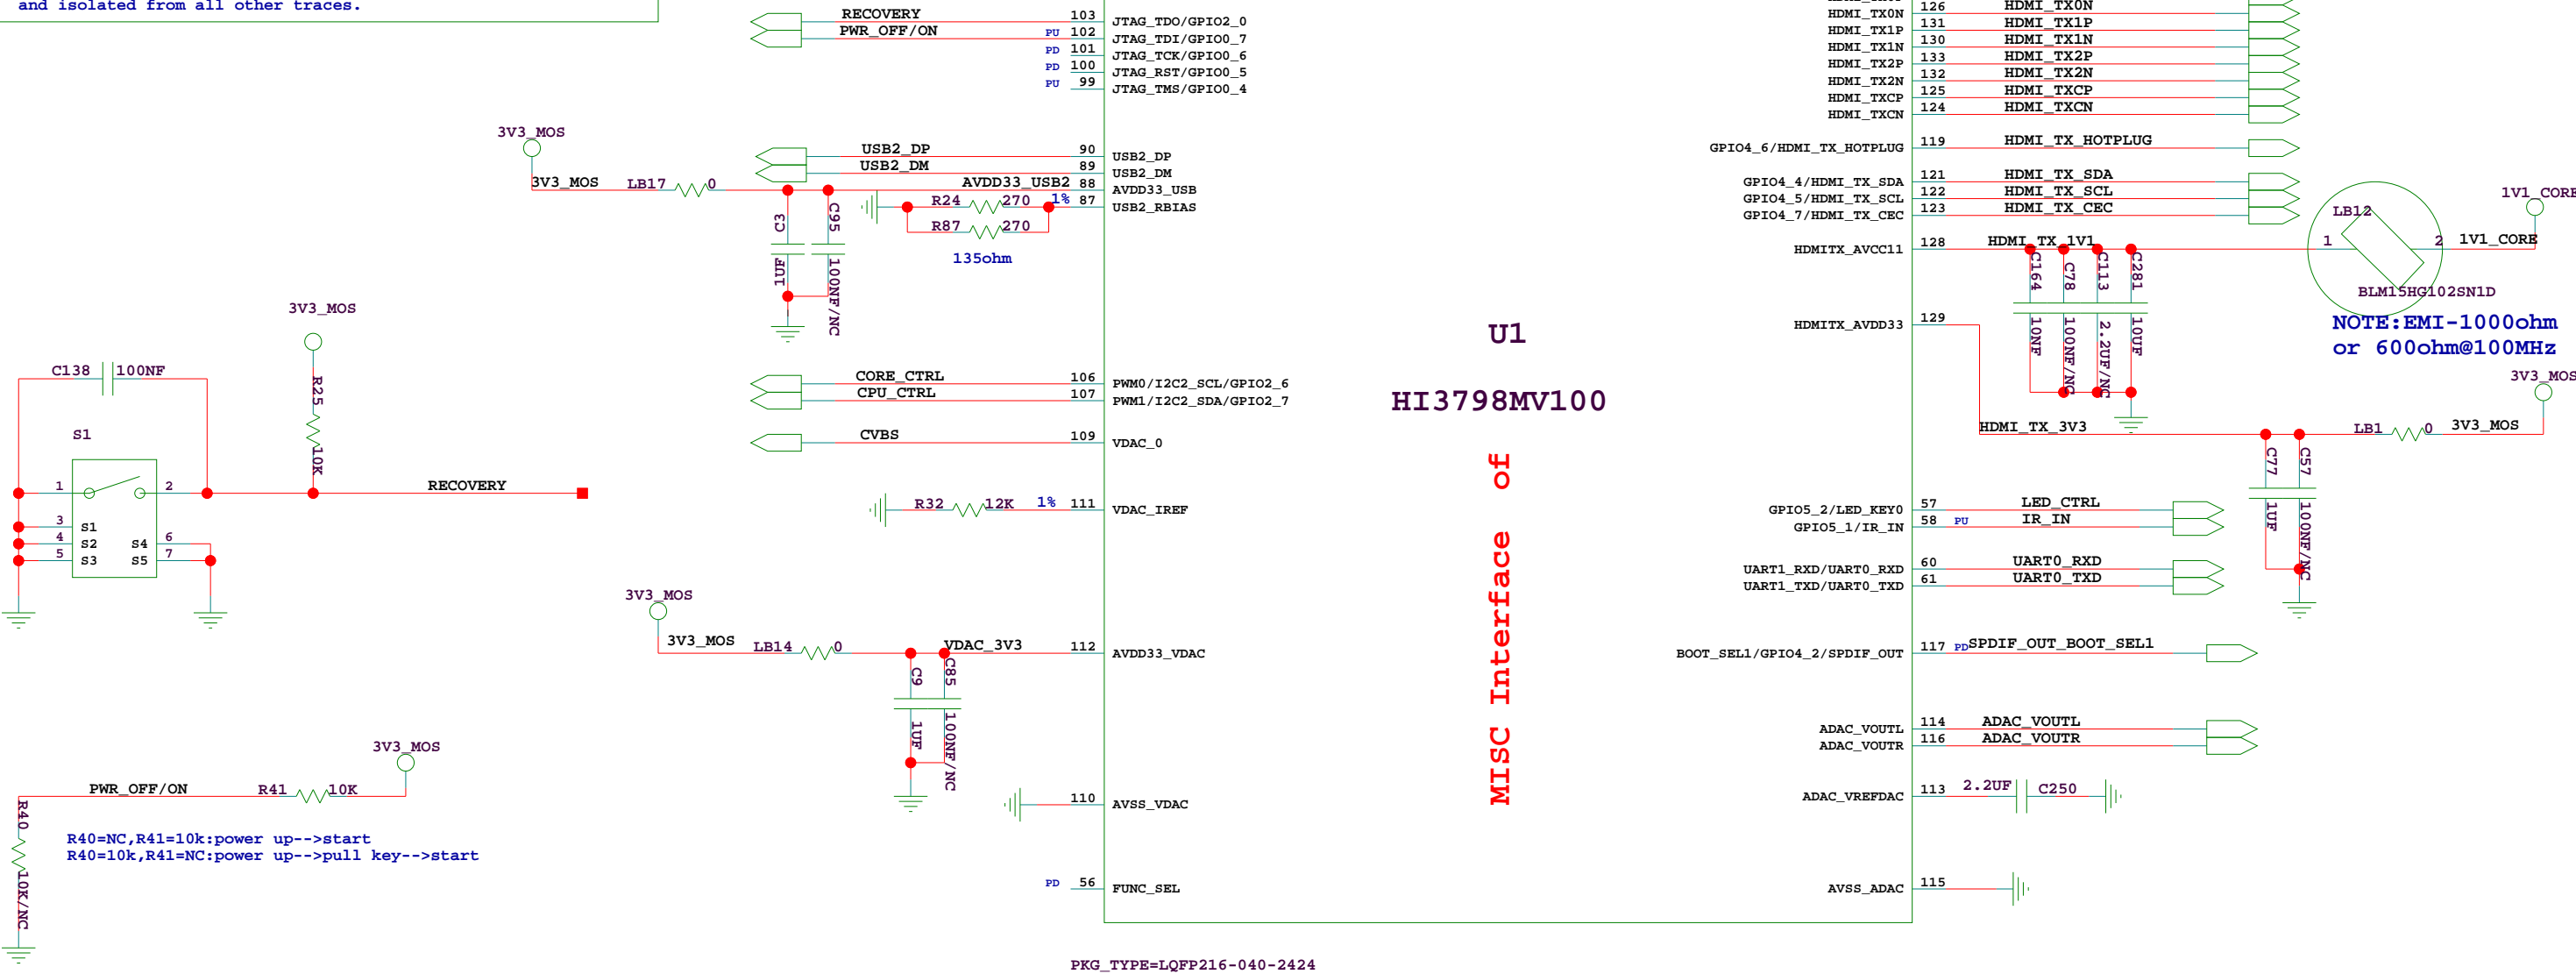 and isolated from all other traces.
RECOVERY 103 JTAG_TDO/GPIO2_0
PWR_OFF/ON PU 102 JTAG_TDI/GPIO0_7
PD 101 JTAG_TCK/GPIO0_6
PD 100 JTAG_RST/GPIO0_5
PU 99 JTAG_TMS/GPIO0_4
3V3_MOS
USB2_DP 90 USB2_DP
USB2_DM 89 USB2_DM
3V3_MOS LB17 0 AVDD33_USB2 88 AVDD33_USB
R24 270 1% 87 USB2_RBIAS
R87 270
135ohm
C3 1UF
C95 100NF/NC
3V3_MOS
C138 100NF
R25 10K
S1
1 2 RECOVERY
3 S1
4 S2 S4 6
5 S3 S5 7
CORE_CTRL 106 PWM0/I2C2_SCL/GPIO2_6
CPU_CTRL 107 PWM1/I2C2_SDA/GPIO2_7
CVBS 109 VDAC_0
R32 12K 1% 111 VDAC_IREF
3V3_MOS
3V3_MOS LB14 0 VDAC_3V3 112 AVDD33_VDAC
C9 1UF
C85 100NF/NC
3V3_MOS
PWR_OFF/ON R41 10K
R40 10K/NC
R40=NC,R41=10k:power up-->start
R40=10k,R41=NC:power up-->pull key-->start
110 AVSS_VDAC
PD 56 FUNC_SEL
U1
HI3798MV100
MISC Interface of
HDMI_TX0N 126 HDMI_TX0N
HDMI_TX1P 131 HDMI_TX1P
HDMI_TX1N 130 HDMI_TX1N
HDMI_TX2P 133 HDMI_TX2P
HDMI_TX2N 132 HDMI_TX2N
HDMI_TXCP 125 HDMI_TXCP
HDMI_TXCN 124 HDMI_TXCN
GPIO4_6/HDMI_TX_HOTPLUG 119 HDMI_TX_HOTPLUG
GPIO4_4/HDMI_TX_SDA 121 HDMI_TX_SDA
GPIO4_5/HDMI_TX_SCL 122 HDMI_TX_SCL
GPIO4_7/HDMI_TX_CEC 123 HDMI_TX_CEC
1V1_CORE
LB12
HDMITX_AVCC11 128 HDMI_TX_1V1 1 2 1V1_CORE
C164 10NF
C78 100NF/NC
C113 2.2UF/NC
C281 10UF
BLM15HG102SN1D
NOTE:EMI-1000ohm
or 600ohm@100MHz
HDMITX_AVDD33 129
3V3_MOS
HDMI_TX_3V3 LB1 0 3V3_MOS
C77 1UF
C57 100NF/NC
GPIO5_2/LED_KEY0 57 LED_CTRL
GPIO5_1/IR_IN 58 PU IR_IN
UART1_RXD/UART0_RXD 60 UART0_RXD
UART1_TXD/UART0_TXD 61 UART0_TXD
BOOT_SEL1/GPIO4_2/SPDIF_OUT 117 PD SPDIF_OUT_BOOT_SEL1
ADAC_VOUTL 114 ADAC_VOUTL
ADAC_VOUTR 116 ADAC_VOUTR
ADAC_VREFDAC 113 2.2UF C250
AVSS_ADAC 115
PKG_TYPE=LQFP216-040-2424